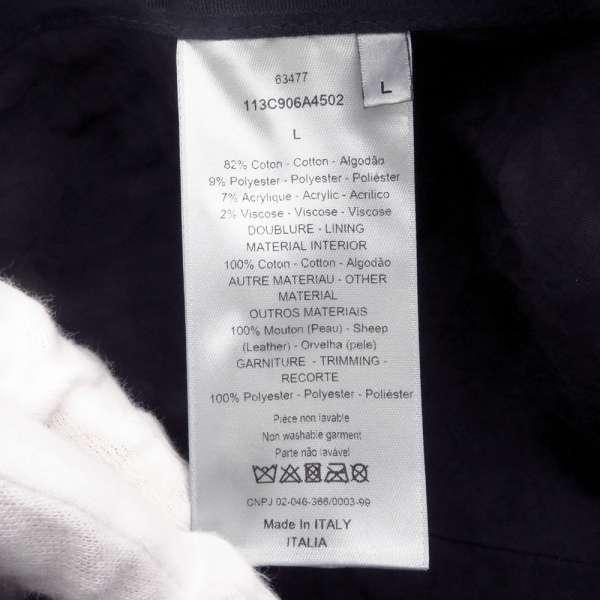 63477
113C906A4502
L
L
82% Coton - Cotton - Algodão
9% Polyester - Polyester - Poliéster
7% Acrylique - Acrylic - Acrílico
2% Viscose - Viscose - Viscose
DOUBLURE - LINING
MATERIAL INTERIOR
100% Coton - Cotton - Algodão
AUTRE MATERIAU - OTHER
MATERIAL
OUTROS MATERIAIS
100% Mouton (Peau) - Sheep
(Leather) - Orvelha (pele)
GARNITURE - TRIMMING -
RECORTE
100% Polyester - Polyester - Poliéster
Pièce non lavable
Non washable garment
Parte não lavável
CNPJ 02-046-366/0003-99
Made In ITALY
ITALIA